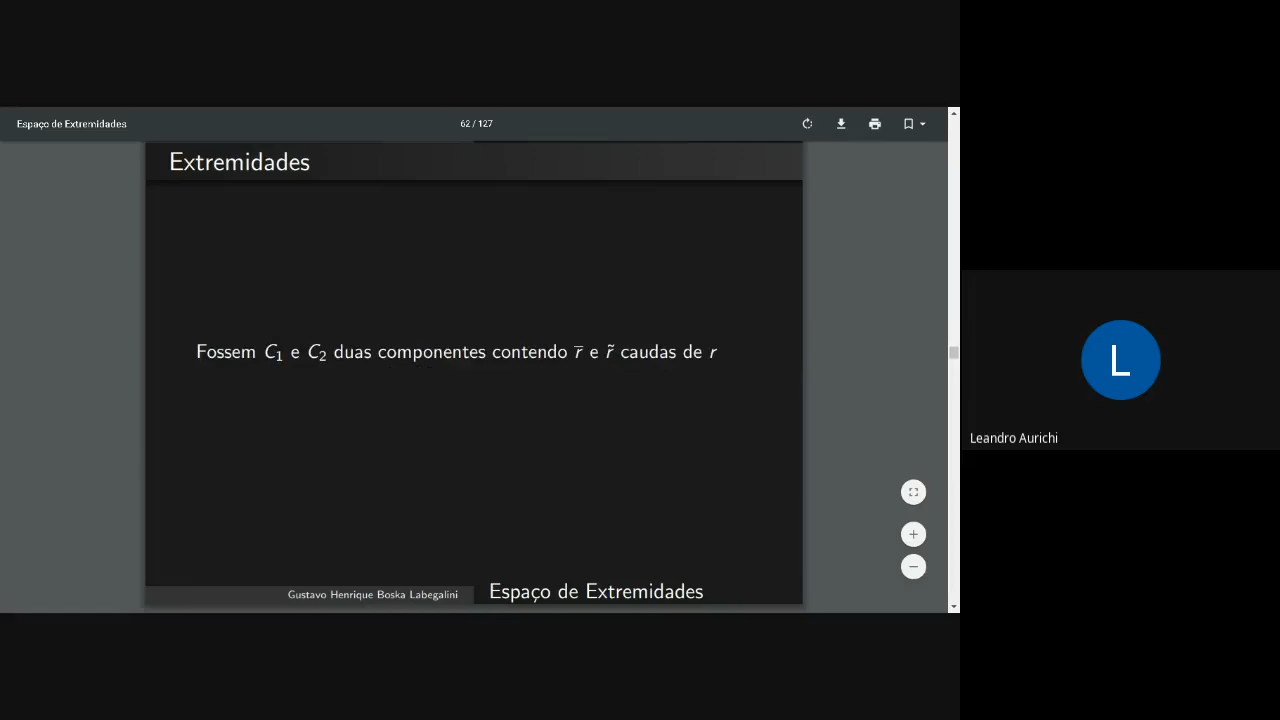 Espaço de Extremidades
62 / 127
Extremidades
Fossem C₁ e C₂ duas componentes contendo r̅ e r̃ caudas de r
Gustavo Henrique Boska Labegalini
Espaço de Extremidades
L
Leandro Aurichi